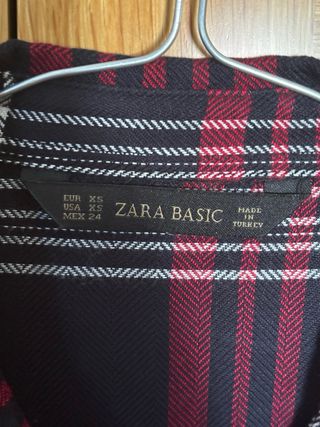 EUR XS
USA XS
MEX 24
ZARA BASIC
MADE
IN
TURKEY